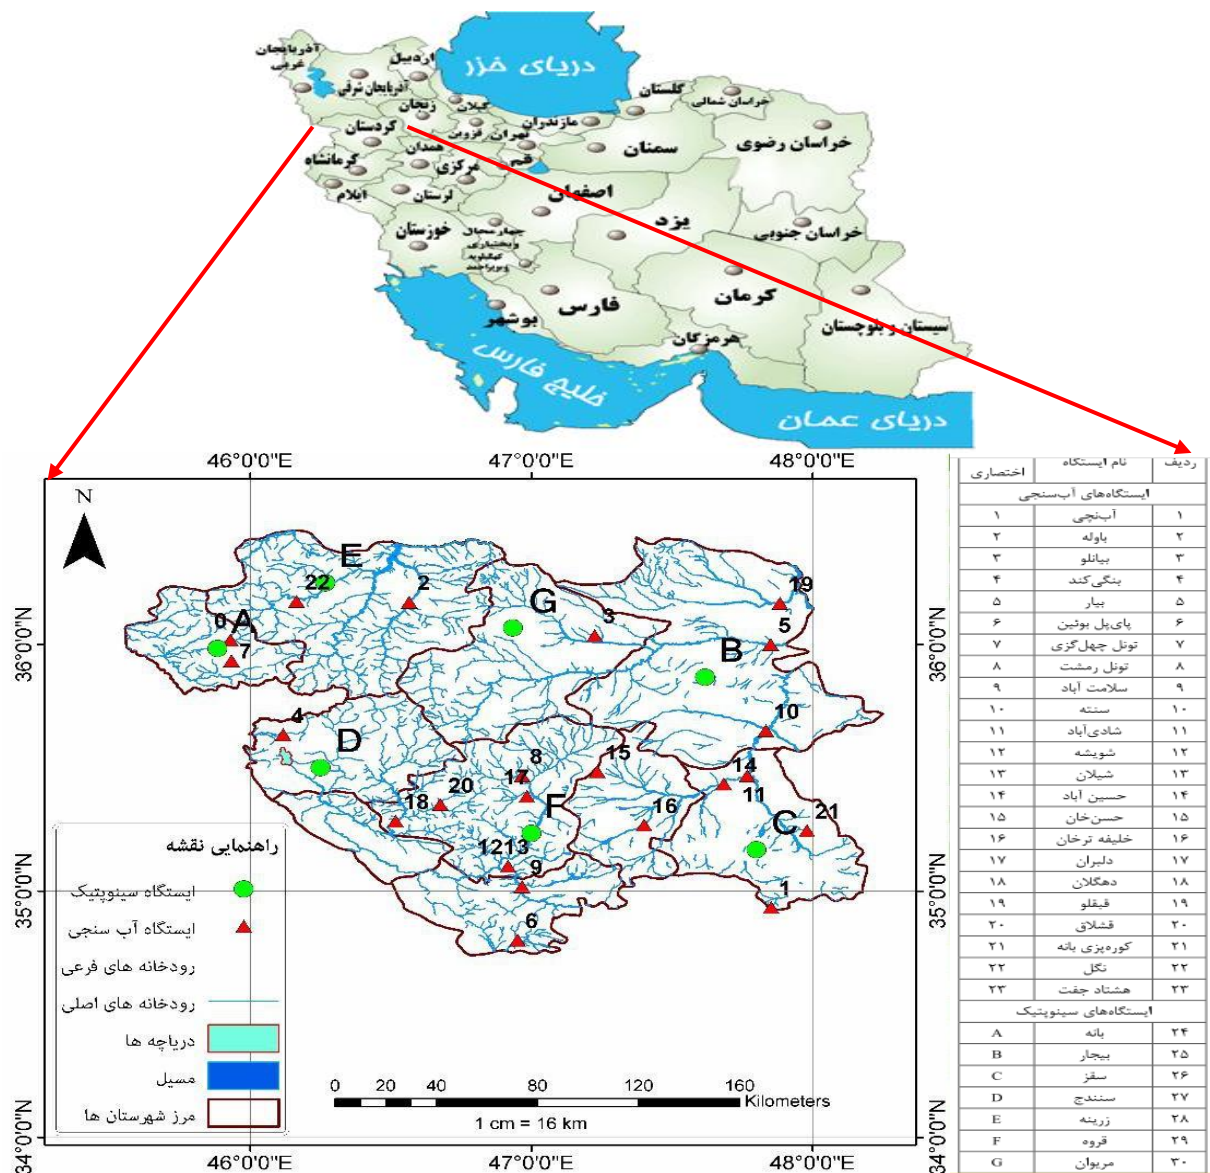 دریای خزر
آذربایجان غربی
اردبیل
آذربایجان شرقی
گیلان
زنجان
گلستان
خراسان شمالی
مازندران
کردستان
قزوین
تهران
سمنان
خراسان رضوی
همدان
کرمانشاه
مرکزی
قم
ایلام
لرستان
اصفهان
یزد
خراسان جنوبی
خوزستان
چهارمحال وبختیاری
کهگیلویه وبویراحمد
فارس
کرمان
بوشهر
هرمزگان
سیستان و بلوچستان
خلیج فارس
دریای عمان
46°0'0"E 47°0'0"E 48°0'0"E
N
E
22
2
G
3
19
5
0
A
7
36°0'0"N 36°0'0"N
B
10
4
D
8
15
14
17
20
11
18
F
16
21
C
1213
9
1
35°0'0"N 35°0'0"N
6
راهنمایی نقشه
ایستگاه سینوپتیک
ایستگاه آب سنجی
رودخانه های فرعی
رودخانه های اصلی
دریاچه ها
مسیل
مرز شهرستان ها
0 20 40 80 120 160
Kilometers
1 cm = 16 km
34°0'0"N 34°0'0"N
46°0'0"E 47°0'0"E 48°0'0"E
ردیف نام ایستگاه اختصاری
ایستگاه‌های آب‌سنجی
۱ آب‌نچی ۱
۲ باوله ۲
۳ بیانلو ۳
۴ بنگی‌کند ۴
۵ بیار ۵
۶ پای‌پل بوئین ۶
۷ تونل چهل‌گزی ۷
۸ تونل رمشت ۸
۹ سلامت آباد ۹
۱۰ سنته ۱۰
۱۱ شادی‌آباد ۱۱
۱۲ شویشه ۱۲
۱۳ شیلان ۱۳
۱۴ حسین آباد ۱۴
۱۵ حسن‌خان ۱۵
۱۶ خلیفه ترخان ۱۶
۱۷ دلبران ۱۷
۱۸ دهگلان ۱۸
۱۹ قبقلو ۱۹
۲۰ قشلاق ۲۰
۲۱ کوره‌پزی بانه ۲۱
۲۲ نگل ۲۲
۲۳ هشتاد جفت ۲۳
ایستگاه‌های سینوپتیک
۲۴ بانه A
۲۵ بیجار B
۲۶ سقز C
۲۷ سنندج D
۲۸ زرینه E
۲۹ قروه F
۳۰ مریوان G